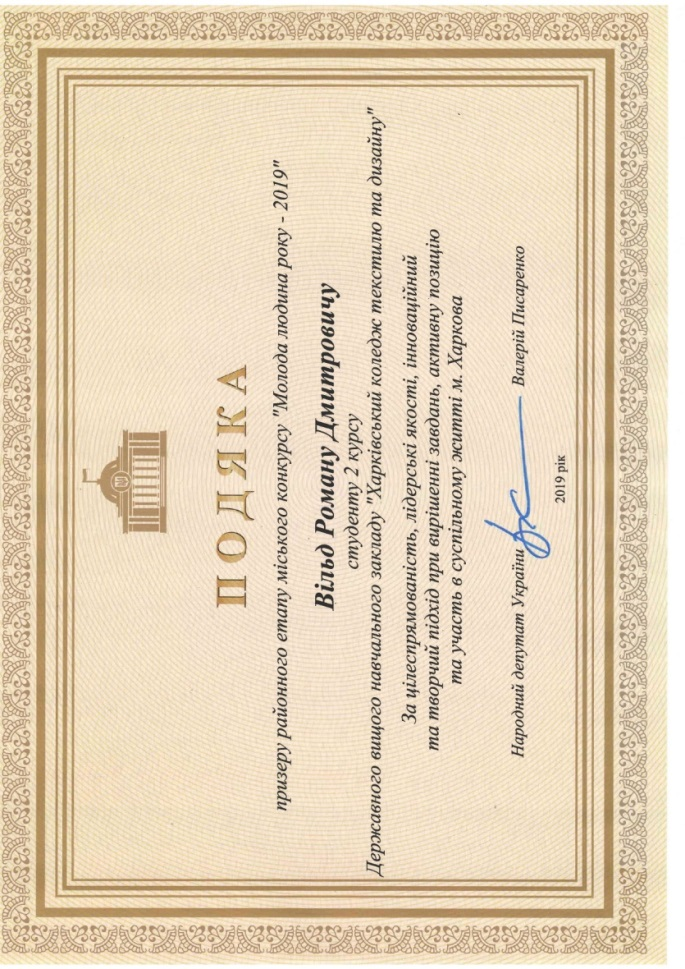 ПОДЯКА
призеру районного етапу міського конкурсу "Молода людина року - 2019"
Вільд Роману Дмитровичу
студенту 2 курсу
Державного вищого навчального закладу "Харківський коледж текстилю та дизайну"
За цілеспрямованість, лідерські якості, інноваційний
та творчий підхід при вирішенні завдань, активну позицію
та участь в суспільному житті м. Харкова
Народний депутат України Валерій Писаренко
2019 рік